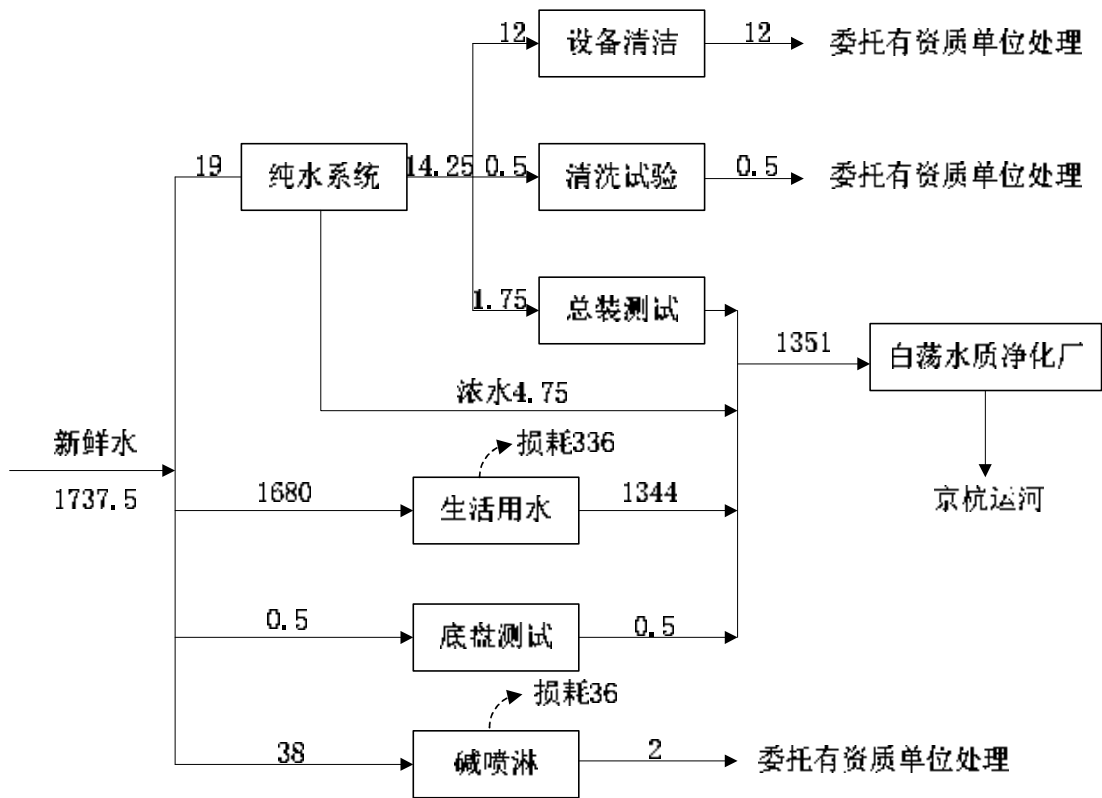 12
设备清洁
12
委托有资质单位处理
19
纯水系统
14.25
0.5
清洗试验
0.5
委托有资质单位处理
1.75
总装测试
1351
白荡水质净化厂
浓水4.75
新鲜水
1737.5
损耗336
1680
生活用水
1344
京杭运河
0.5
底盘测试
0.5
损耗36
38
碱喷淋
2
委托有资质单位处理